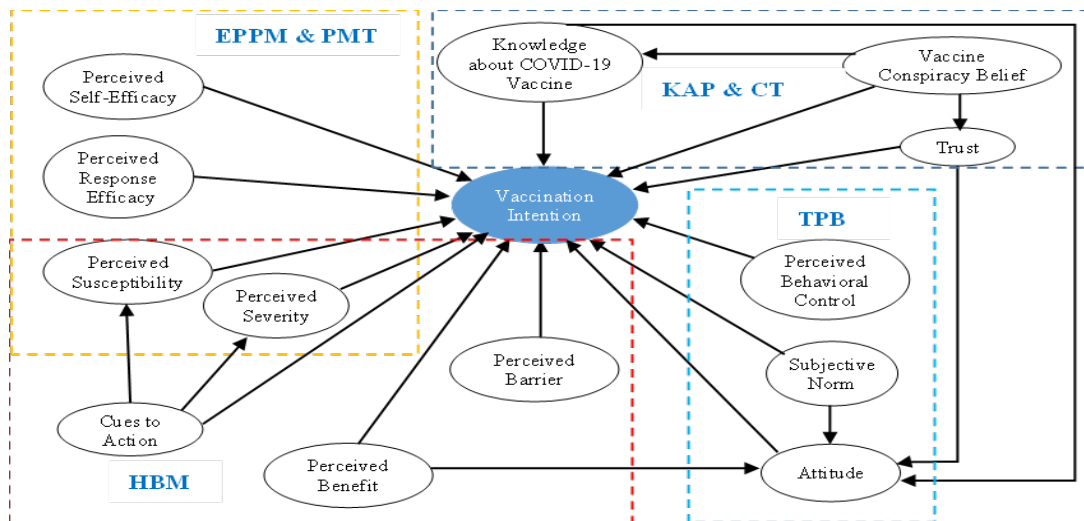 EPPM & PMT
Knowledge
about COVID-19
Vaccine
Vaccine
Conspiracy Belief
KAP & CT
Perceived
Self-Efficacy
Trust
Perceived
Response
Efficacy
Vaccination
Intention
TPB
Perceived
Susceptibility
Perceived
Behavioral
Control
Perceived
Severity
Perceived
Barrier
Subjective
Norm
Cues to
Action
HBM
Perceived
Benefit
Attitude